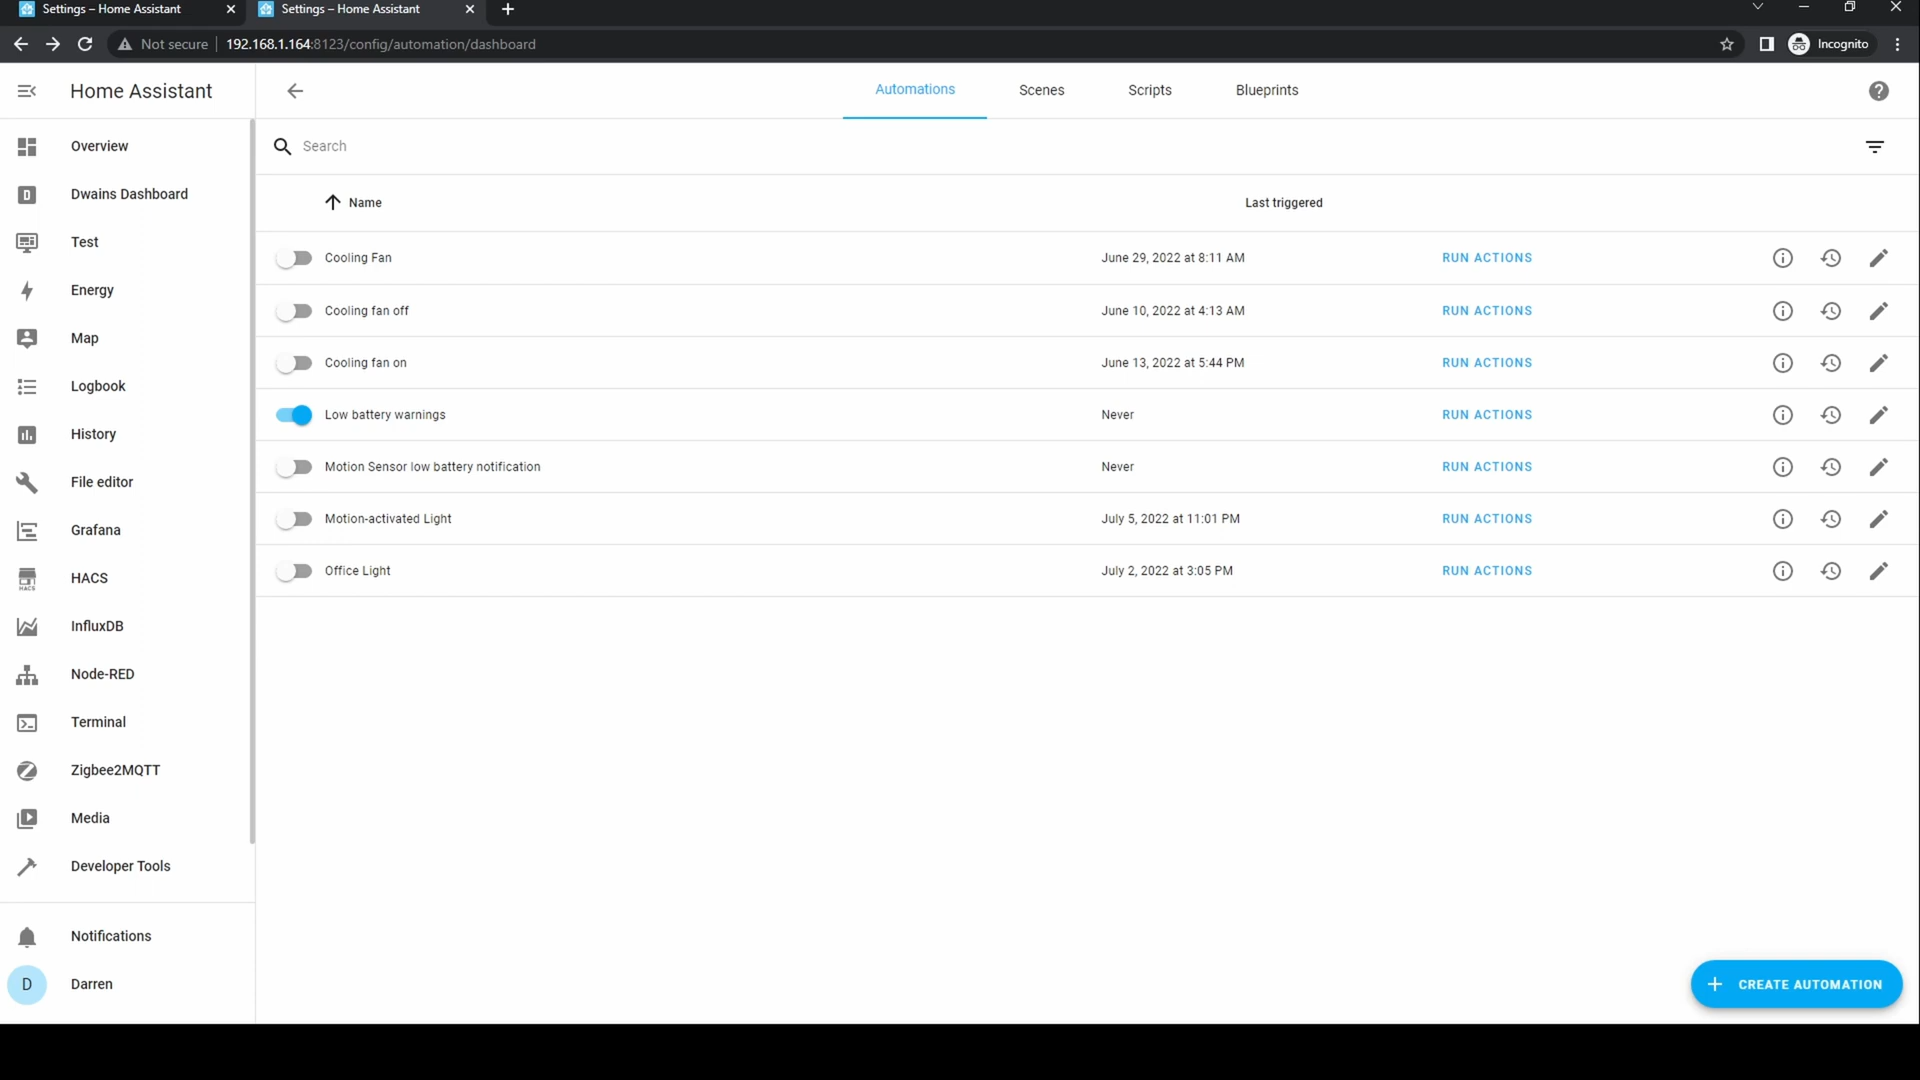 Settings – Home Assistant
Settings – Home Assistant
Not secure 192.168.1.164:8123/config/automation/dashboard
Incognito
Home Assistant
Automations Scenes Scripts Blueprints
Overview
Dwains Dashboard
Test
Energy
Map
Logbook
History
File editor
Grafana
HACS
HACS
InfluxDB
Node-RED
Terminal
Zigbee2MQTT
Media
Developer Tools
Notifications
D Darren
Search
Name Last triggered
Cooling Fan June 29, 2022 at 8:11 AM RUN ACTIONS
Cooling fan off June 10, 2022 at 4:13 AM RUN ACTIONS
Cooling fan on June 13, 2022 at 5:44 PM RUN ACTIONS
Low battery warnings Never RUN ACTIONS
Motion Sensor low battery notification Never RUN ACTIONS
Motion-activated Light July 5, 2022 at 11:01 PM RUN ACTIONS
Office Light July 2, 2022 at 3:05 PM RUN ACTIONS
CREATE AUTOMATION